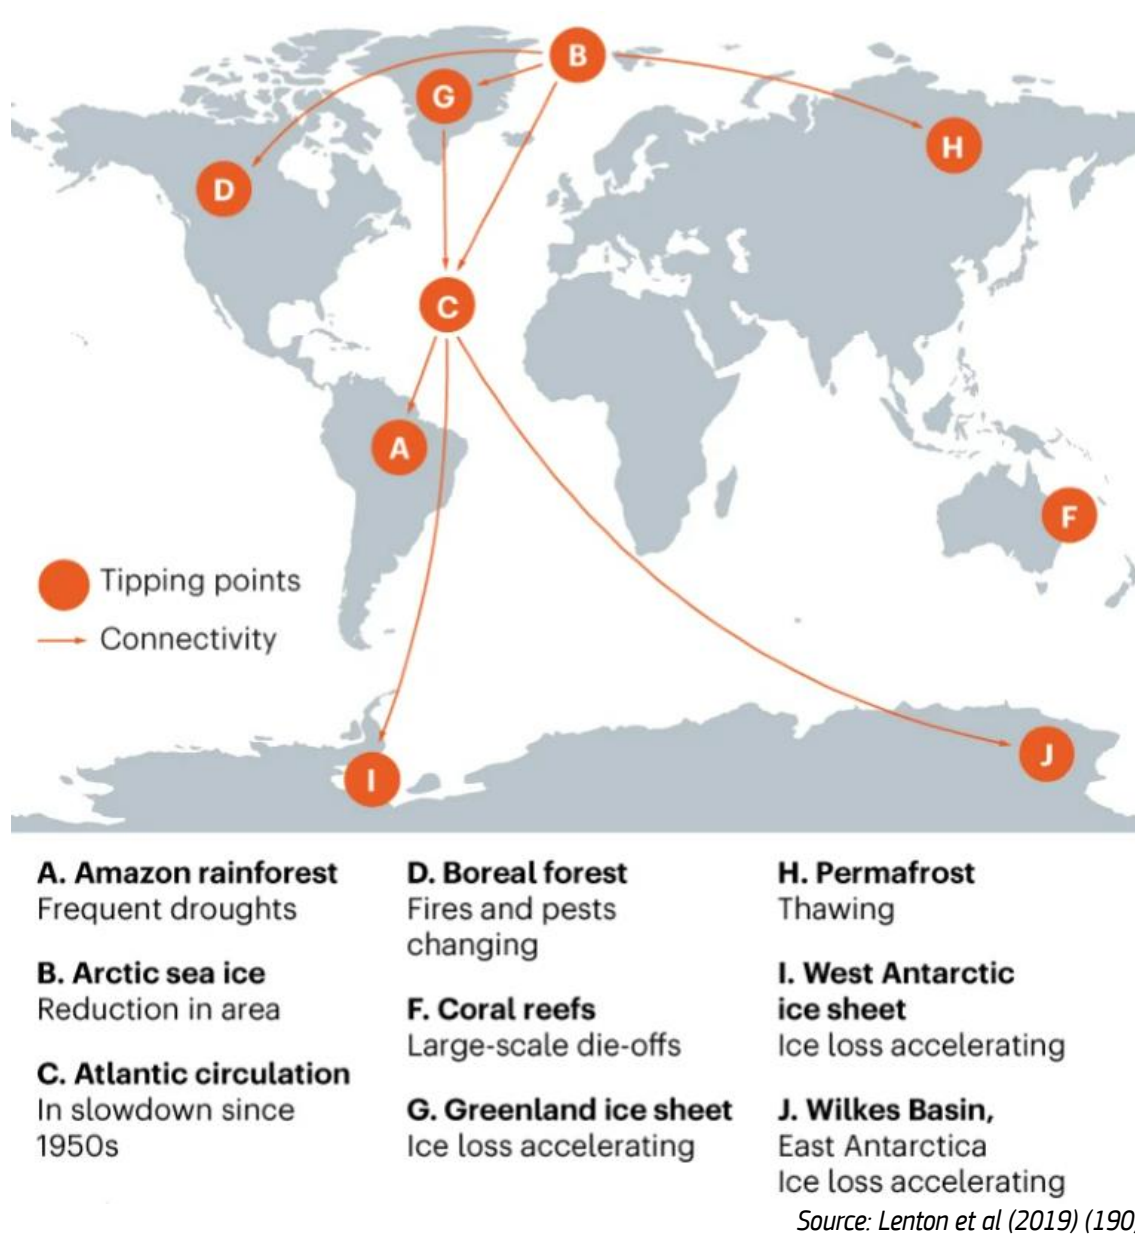 B
G
H
D
C
A
F
Tipping points
Connectivity
J
I
A. Amazon rainforest
Frequent droughts
B. Arctic sea ice
Reduction in area
C. Atlantic circulation
In slowdown since
1950s
D. Boreal forest
Fires and pests
changing
F. Coral reefs
Large-scale die-offs
G. Greenland ice sheet
Ice loss accelerating
H. Permafrost
Thawing
I. West Antarctic
ice sheet
Ice loss accelerating
J. Wilkes Basin,
East Antarctica
Ice loss accelerating
Source: Lenton et al (2019) (190